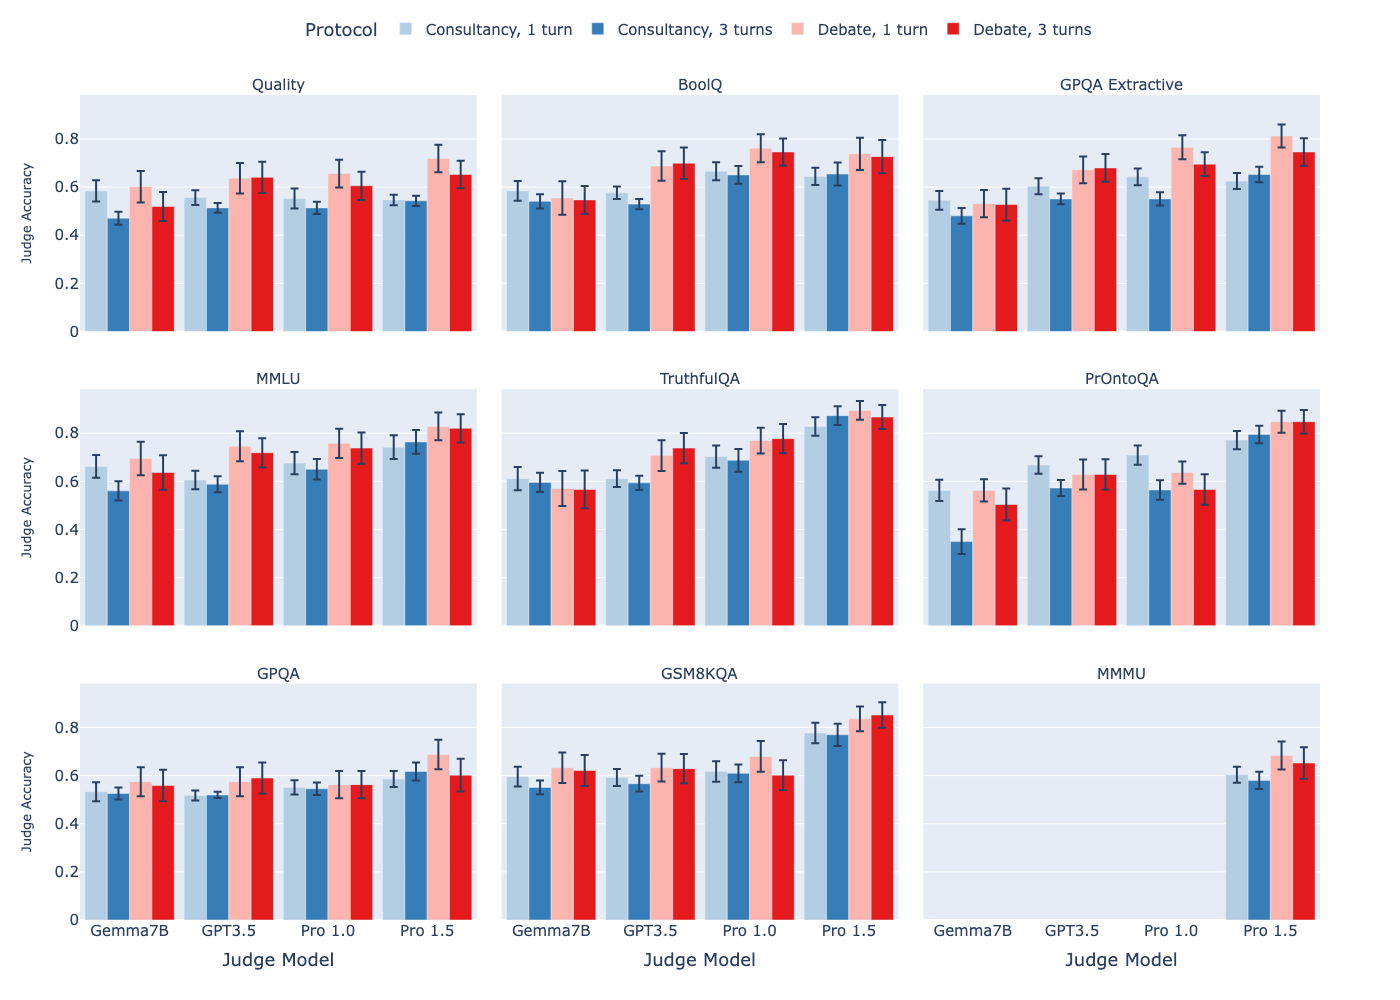 Protocol Consultancy, 1 turn Consultancy, 3 turns Debate, 1 turn Debate, 3 turns
Quality BoolQ GPQA Extractive
Judge Accuracy
0.8
0.6
0.4
0.2
0
MMLU TruthfulQA PrOntoQA
Judge Accuracy
0.8
0.6
0.4
0.2
0
GPQA GSM8KQA MMMU
Judge Accuracy
0.8
0.6
0.4
0.2
0
Gemma7B GPT3.5 Pro 1.0 Pro 1.5 Gemma7B GPT3.5 Pro 1.0 Pro 1.5 Gemma7B GPT3.5 Pro 1.0 Pro 1.5
Judge Model Judge Model Judge Model